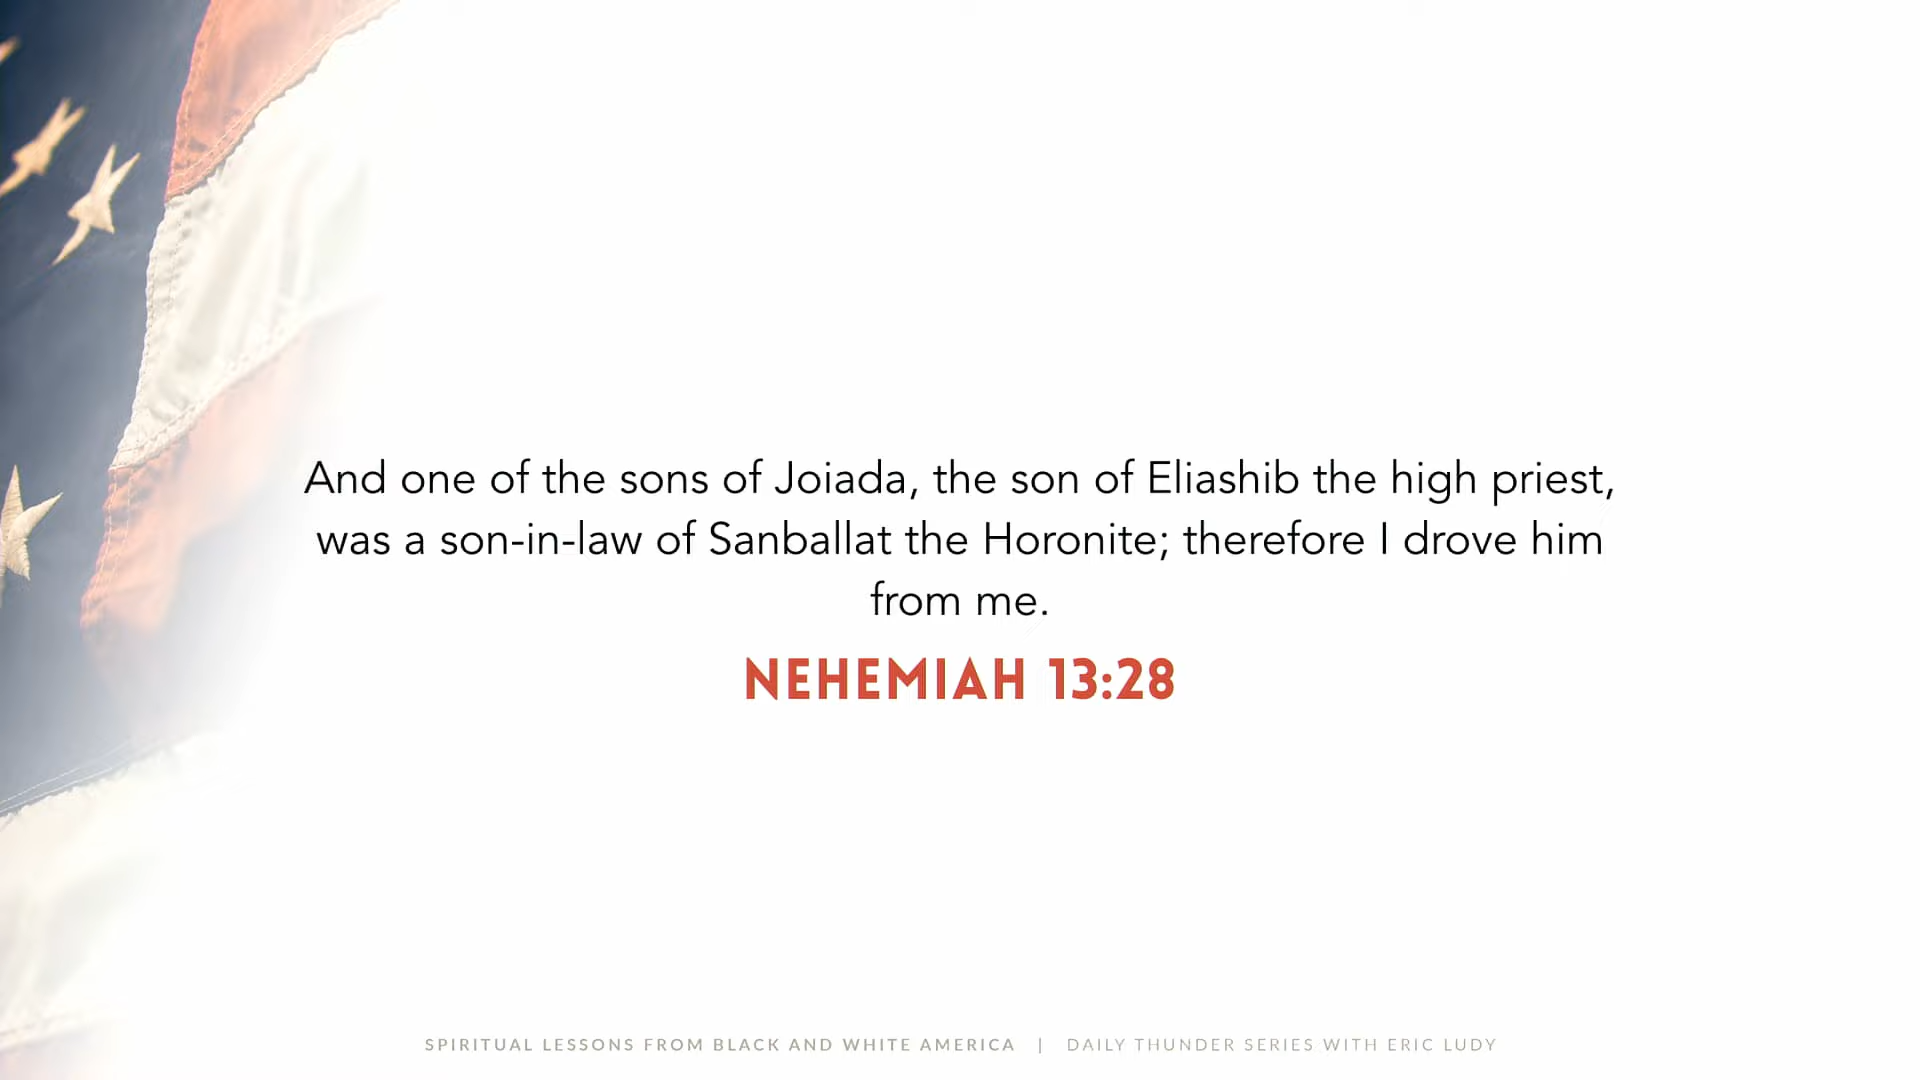 And one of the sons of Joiada, the son of Eliashib the high priest,
was a son-in-law of Sanballat the Horonite; therefore I drove him
from me.
NEHEMIAH 13:28
SPIRITUAL LESSONS FROM BLACK AND WHITE AMERICA | DAILY THUNDER SERIES WITH ERIC LUDY